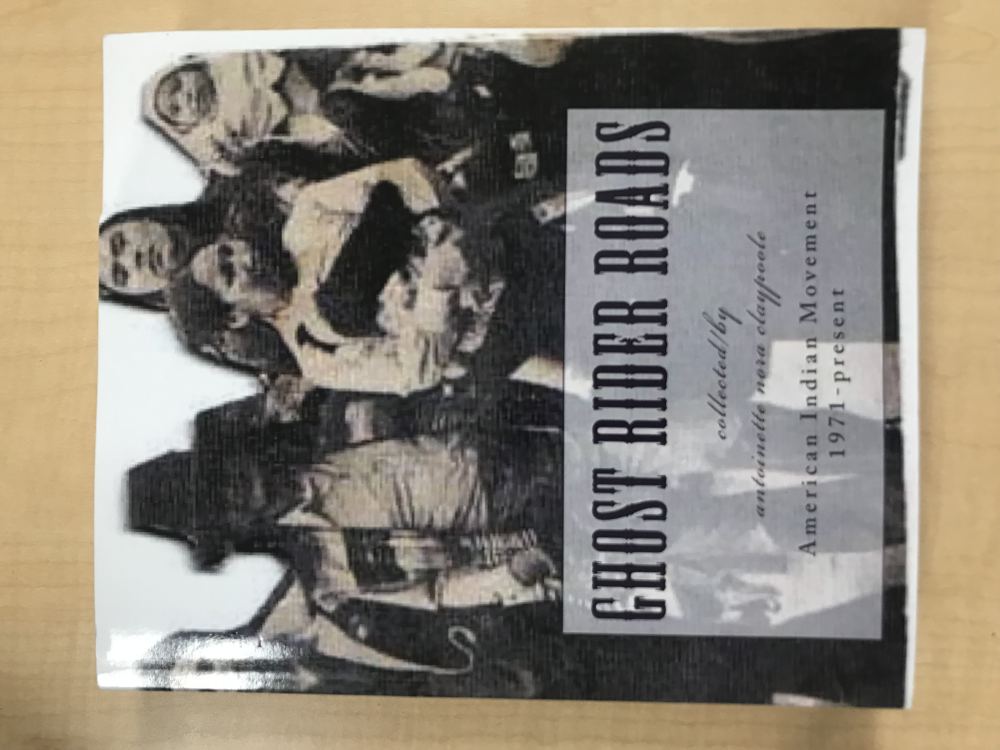 GHOST RIDER ROADS
collected/by
antoinette nora claypoole
American Indian Movement
1971-present